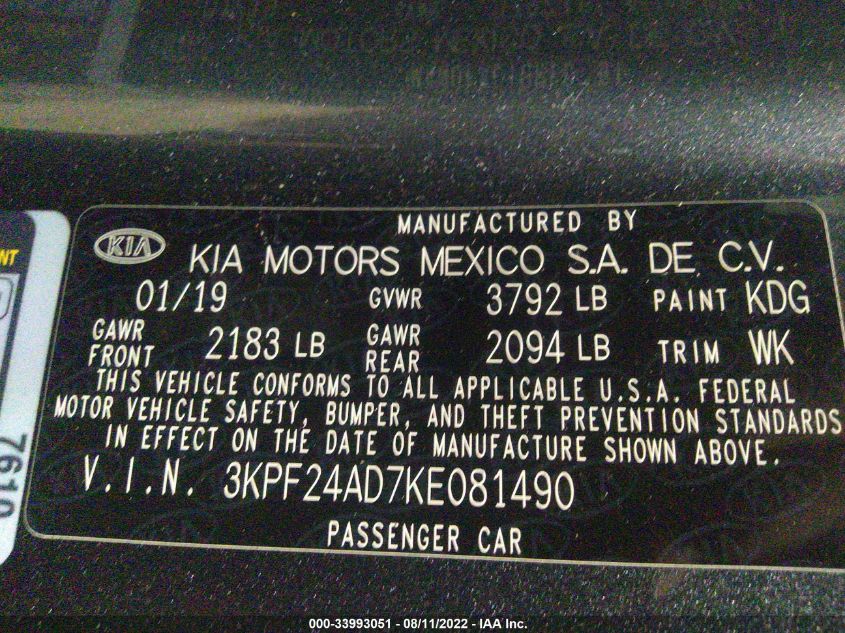 MANUFACTURED BY
KIA KIA MOTORS MEXICO S.A. DE C.V.
01/19 GVWR 3792 LB PAINT KDG
GAWR FRONT 2183 LB GAWR REAR 2094 LB TRIM WK
THIS VEHICLE CONFORMS TO ALL APPLICABLE U.S.A. FEDERAL
MOTOR VEHICLE SAFETY, BUMPER, AND THEFT PREVENTION STANDARDS
IN EFFECT ON THE DATE OF MANUFACTURE SHOWN ABOVE.
V.I.N. 3KPF24AD7KE081490
PASSENGER CAR
000-33993051 - 08/11/2022 - IAA Inc.